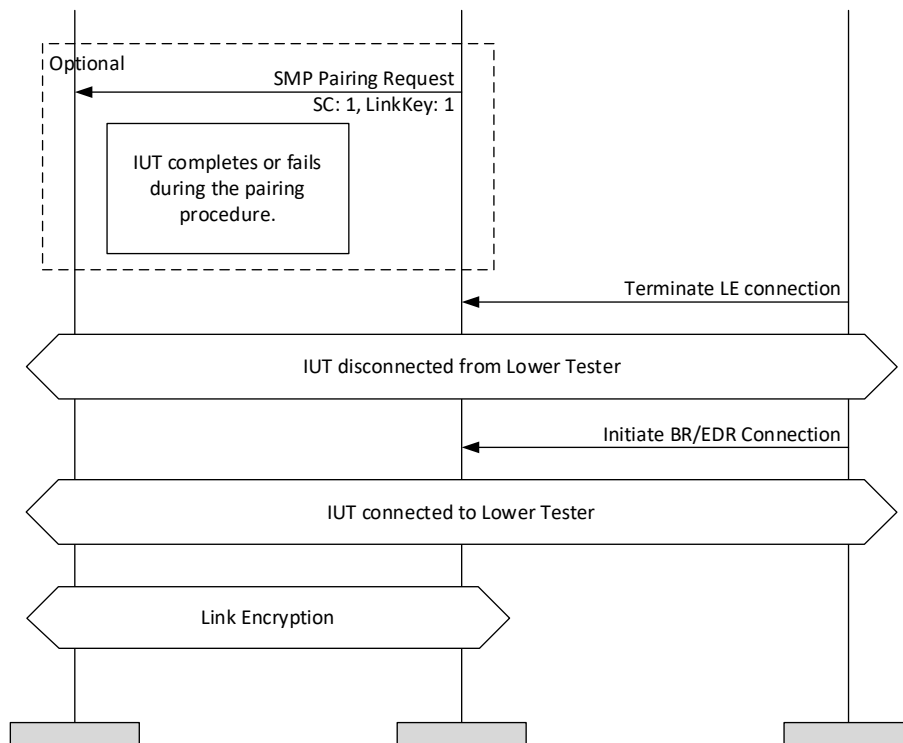 Optional
SMP Pairing Request
SC: 1, LinkKey: 1
IUT completes or fails
during the pairing
procedure.
Terminate LE connection
IUT disconnected from Lower Tester
Initiate BR/EDR Connection
IUT connected to Lower Tester
Link Encryption